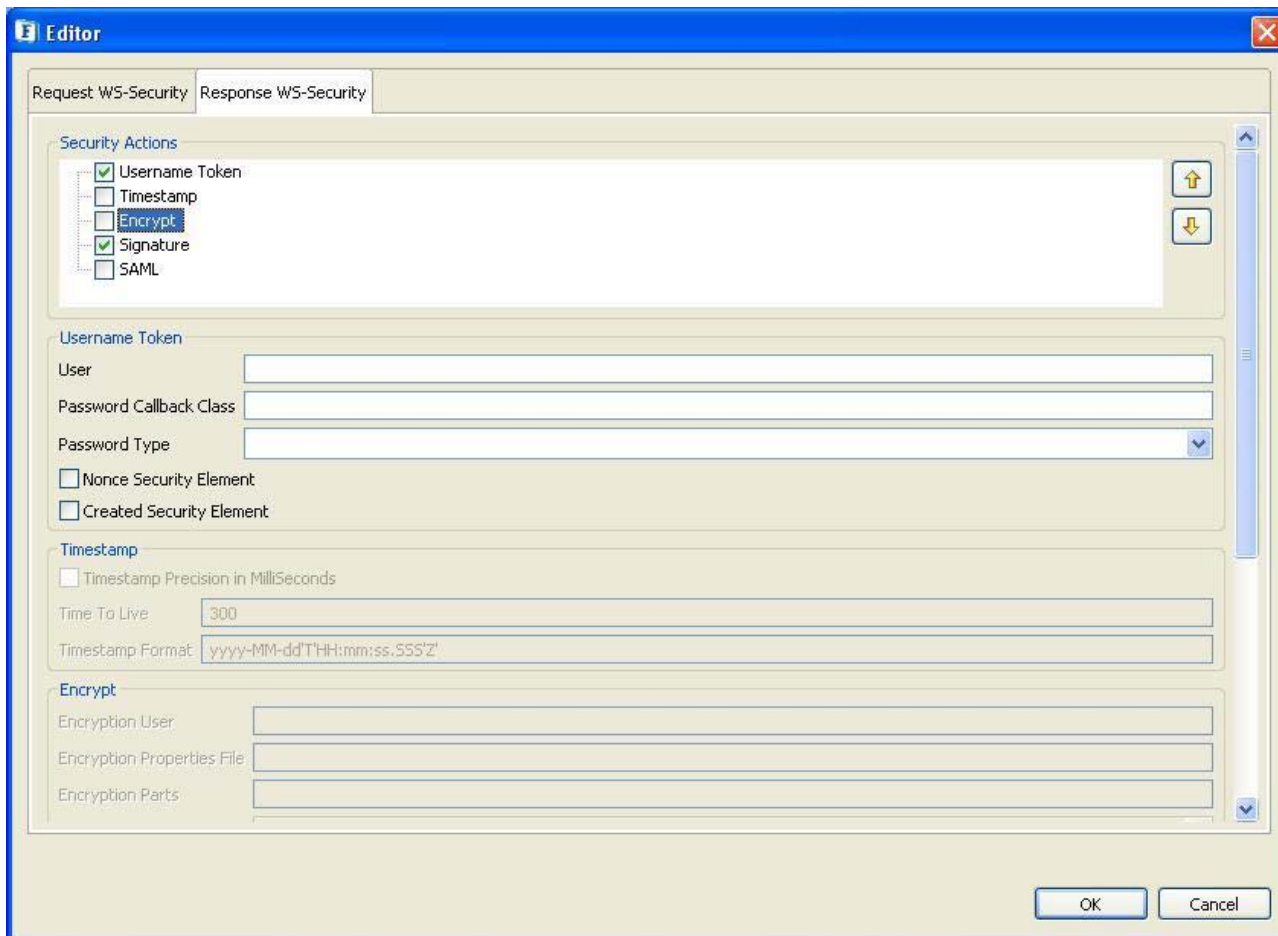 Editor
Request WS-Security Response WS-Security
Security Actions
Username Token
Timestamp
Encrypt
Signature
SAML
Username Token
User
Password Callback Class
Password Type
Nonce Security Element
Created Security Element
Timestamp
Timestamp Precision in MilliSeconds
Time To Live 300
Timestamp Format yyyy-MM-dd'T'HH:mm:ss.SSS'Z'
Encrypt
Encryption User
Encryption Properties File
Encryption Parts
OK Cancel